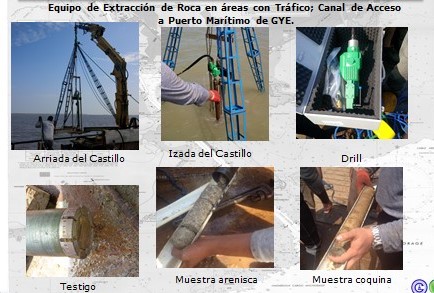 Equipo de Extracción de Roca en áreas con Tráfico; Canal de Acceso
a Puerto Marítimo de GYE.
Arriada del Castillo
Izada del Castillo
Drill
Testigo
Muestra arenisca
Muestra coquina